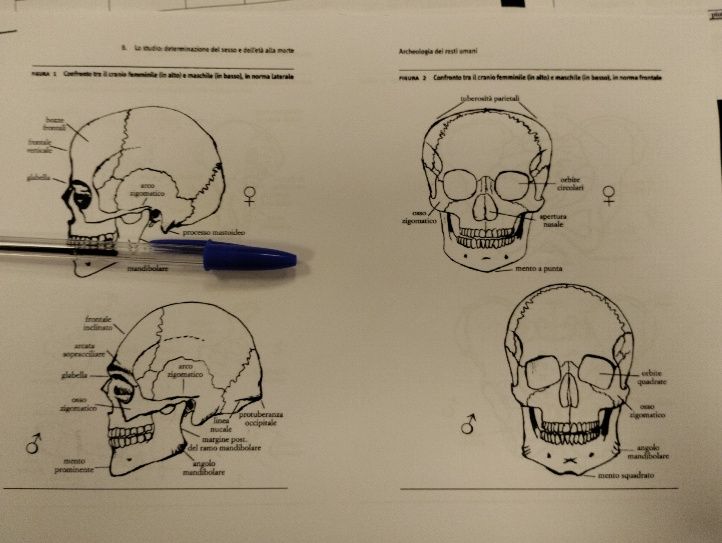 6. Lo studio: determinazione del sesso e dell'età alla morte
FIGURA 1 Confronto tra il cranio femminile (in alto) e maschile (in basso), in norma laterale
bozze
frontali
frontale
verticale
glabella
arco
zigomatico
processo mastoideo
mandibolare
♀
frontale
inclinato
arcata
sopracciliare
glabella
arco
zigomatico
osso
zigomatico
protuberanza
occipitale
linea
nucale
margine post.
del ramo mandibolare
angolo
mandibolare
mento
prominente
♂
Archeologia dei resti umani
FIGURA 2 Confronto tra il cranio femminile (in alto) e maschile (in basso), in norma frontale
tuberosità parietali
orbite
circolari
osso
zigomatico
apertura
nasale
mento a punta
♀
orbite
quadrate
osso
zigomatico
angolo
mandibolare
mento squadrato
♂